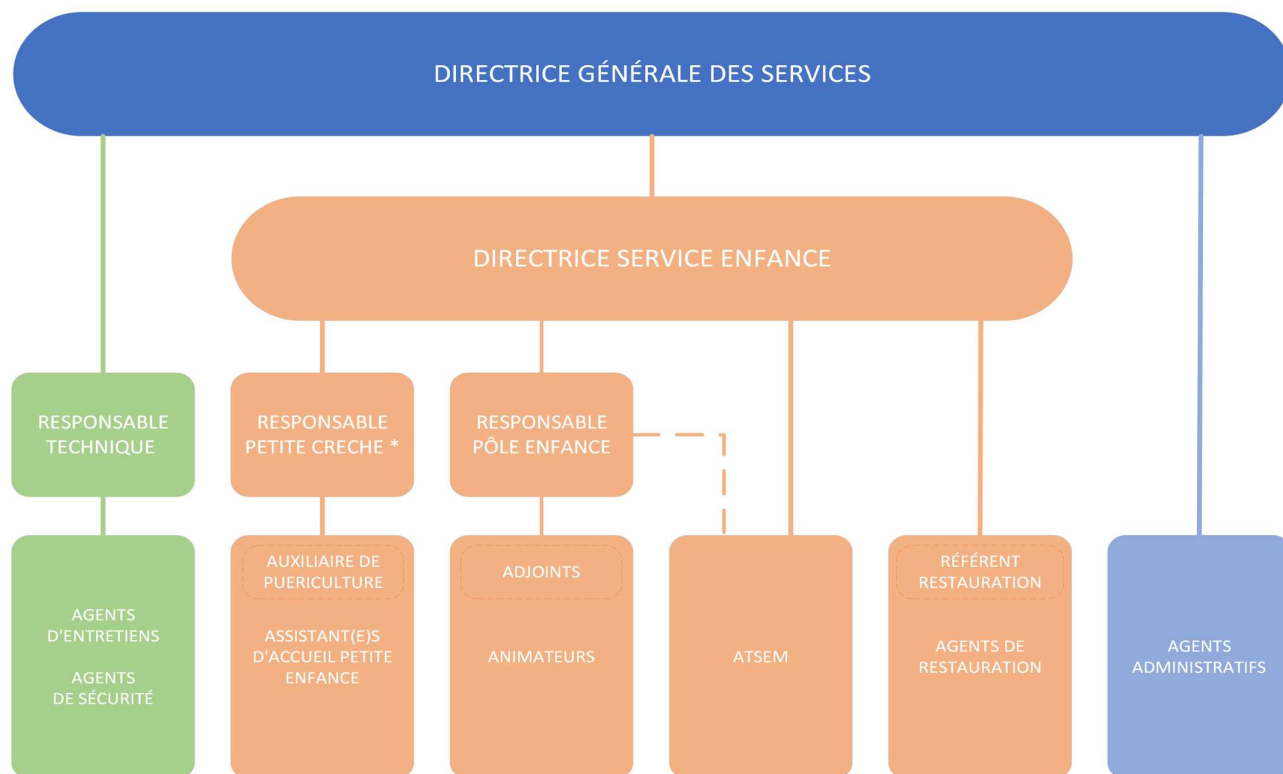 DIRECTRICE GÉNÉRALE DES SERVICES
DIRECTRICE SERVICE ENFANCE
RESPONSABLE
TECHNIQUE
RESPONSABLE
PETITE CRECHE *
RESPONSABLE
PÔLE ENFANCE
AGENTS
D'ENTRETIENS
AGENTS
DE SÉCURITÉ
AUXILIAIRE DE
PUERICULTURE
ASSISTANT(E)S
D'ACCUEIL PETITE
ENFANCE
ADJOINTS
ANIMATEURS
ATSEM
RÉFÉRENT
RESTAURATION
AGENTS DE
RESTAURATION
AGENTS
ADMINISTRATIFS